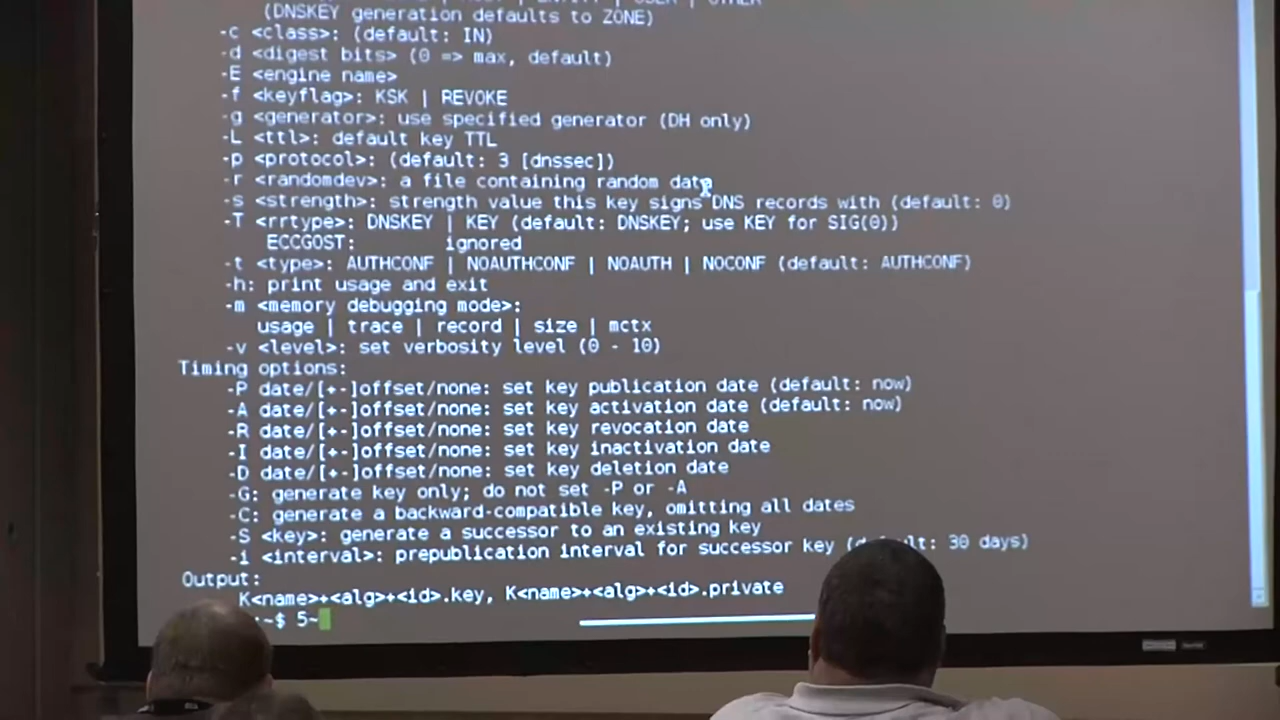 (DNSKEY generation defaults to ZONE)
-c <class>: (default: IN)
-d <digest bits> (0 => max, default)
-E <engine name>
-f <keyflag>: KSK | REVOKE
-g <generator>: use specified generator (DH only)
-L <ttl>: default key TTL
-p <protocol>: (default: 3 [dnssec])
-r <randomdev>: a file containing random data
-s <strength>: strength value this key signs DNS records with (default: 0)
-T <rrtype>: DNSKEY | KEY (default: DNSKEY; use KEY for SIG(0))
ECCGOST: ignored
-t <type>: AUTHCONF | NOAUTHCONF | NOAUTH | NOCONF (default: AUTHCONF)
-h: print usage and exit
-m <memory debugging mode>:
usage | trace | record | size | mctx
-v <level>: set verbosity level (0 - 10)
Timing options:
-P date/[+-]offset/none: set key publication date (default: now)
-A date/[+-]offset/none: set key activation date (default: now)
-R date/[+-]offset/none: set key revocation date
-I date/[+-]offset/none: set key inactivation date
-D date/[+-]offset/none: set key deletion date
-G: generate key only; do not set -P or -A
-C: generate a backward-compatible key, omitting all dates
-S <key>: generate a successor to an existing key
-i <interval>: prepublication interval for successor key 30 days)
Output:
K<name>+<alg>+<id>.key, K<name>+<alg>+<id>.private
:~$ 5~